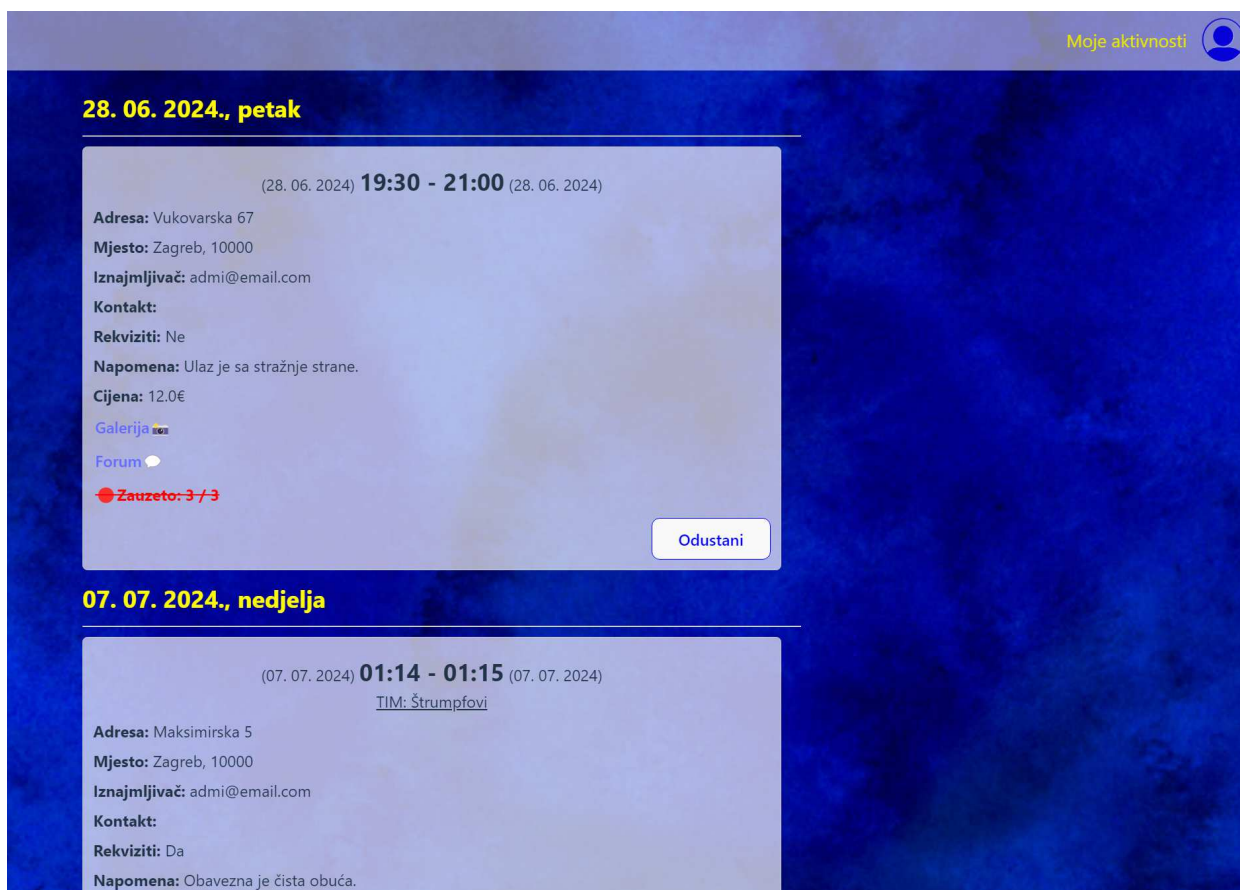 Moje aktivnosti
28. 06. 2024., petak
(28. 06. 2024) 19:30 - 21:00 (28. 06. 2024)
Adresa: Vukovarska 67
Mjesto: Zagreb, 10000
Iznajmljivač: admi@email.com
Kontakt:
Rekviziti: Ne
Napomena: Ulaz je sa stražnje strane.
Cijena: 12.0€
Galerija
Forum
Zauzeto: 3 / 3
Odustani
07. 07. 2024., nedjelja
(07. 07. 2024) 01:14 - 01:15 (07. 07. 2024)
TIM: Štrumpfovi
Adresa: Maksimirska 5
Mjesto: Zagreb, 10000
Iznajmljivač: admi@email.com
Kontakt:
Rekviziti: Da
Napomena: Obavezna je čista obuća.